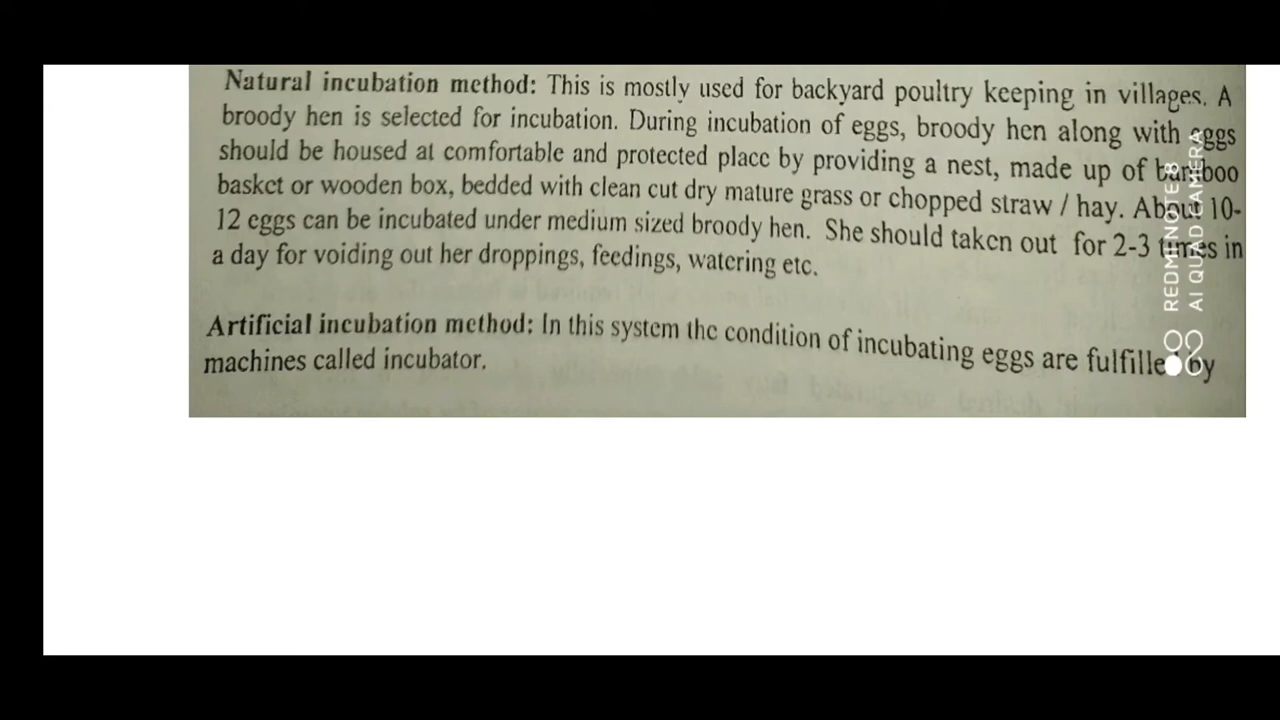 Natural incubation method: This is mostly used for backyard poultry keeping in villages. A
broody hen is selected for incubation. During incubation of eggs, broody hen along with eggs
should be housed at comfortable and protected place by providing a nest, made up of bamboo
basket or wooden box, bedded with clean cut dry mature grass or chopped straw / hay. About 10-
12 eggs can be incubated under medium sized broody hen. She should taken out for 2-3 times in
a day for voiding out her droppings, feedings, watering etc.
Artificial incubation method: In this system the condition of incubating eggs are fulfilled by
machines called incubator.
REDMI NOTE 8
AI QUAD CAMERA